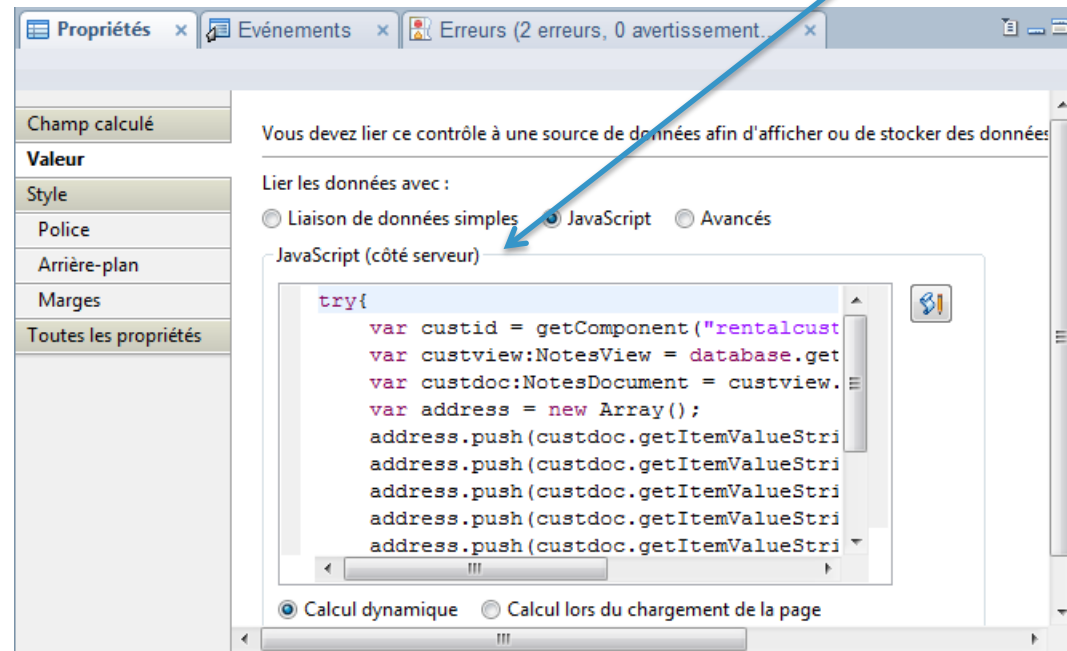 Propriétés
Evénements
Erreurs (2 erreurs, 0 avertissement...
Champ calculé
Valeur
Style
Police
Arrière-plan
Marges
Toutes les propriétés
Vous devez lier ce contrôle à une source de données afin d'afficher ou de stocker des données
Lier les données avec :
Liaison de données simples JavaScript Avancés
JavaScript (côté serveur)
try{
var custid = getComponent("rentalcust
var custview:NotesView = database.get
var custdoc:NotesDocument = custview.
var address = new Array();
address.push(custdoc.getItemValueStri
address.push(custdoc.getItemValueStri
address.push(custdoc.getItemValueStri
address.push(custdoc.getItemValueStri
address.push(custdoc.getItemValueStri
Calcul dynamique Calcul lors du chargement de la page